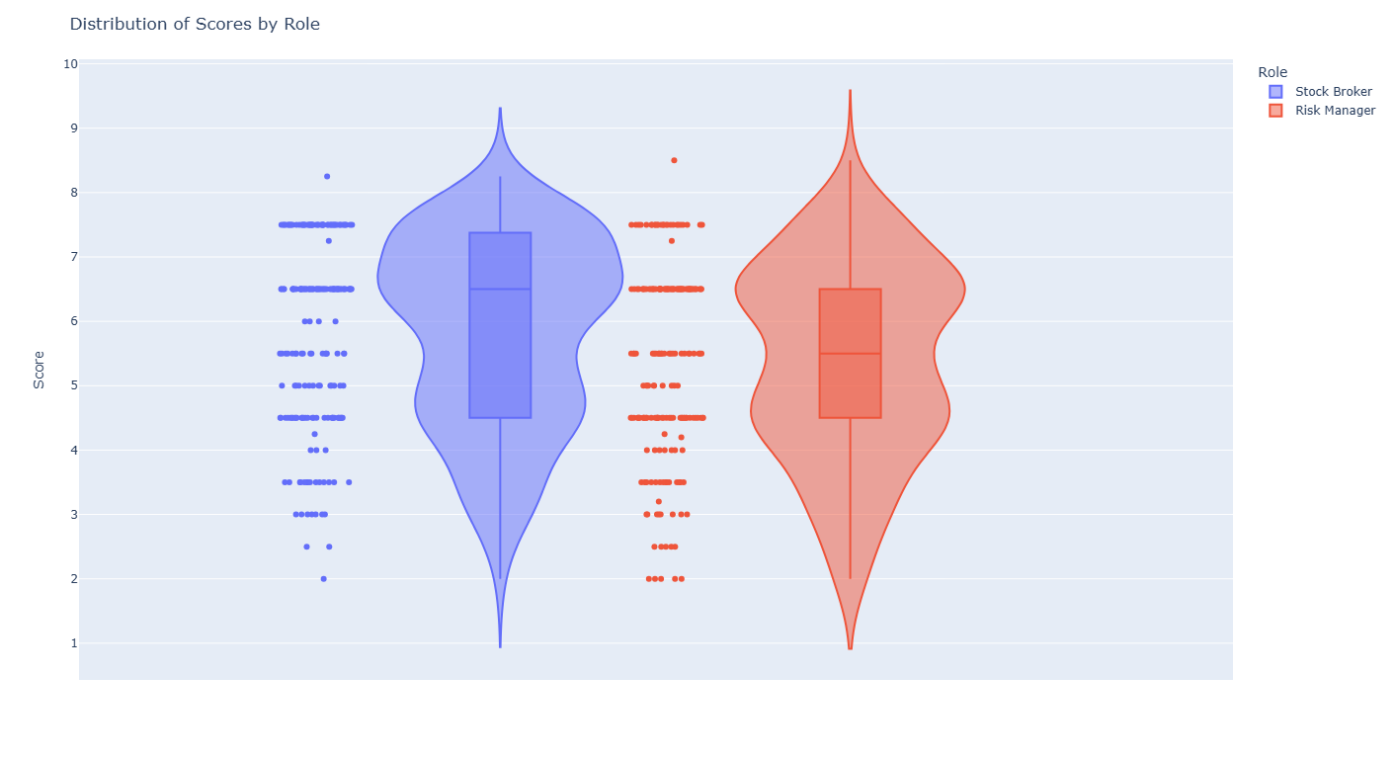 Distribution of Scores by Role
10
9
8
7
6
5
4
3
2
1
Score
Role
Stock Broker
Risk Manager